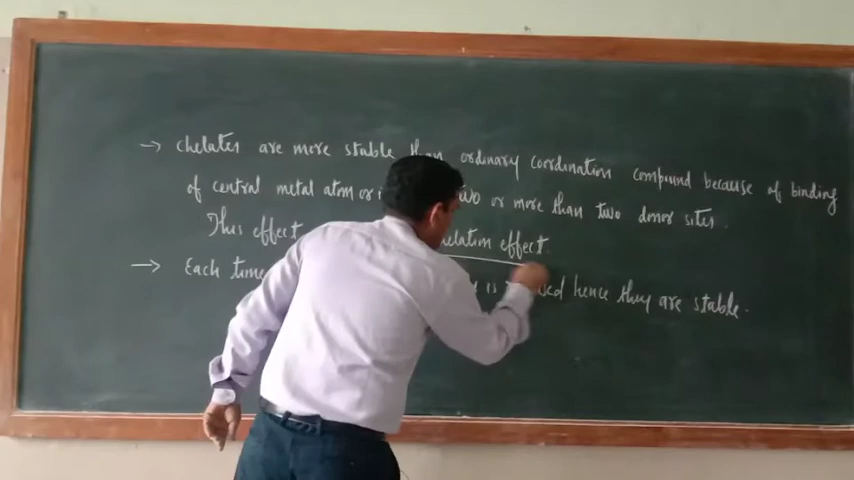 → chelates are more stable than ordinary coordination compound because of binding
of central metal atom or two or more than two donor sites.
This effect chelation effect.
→ Each time is hence they are stable.